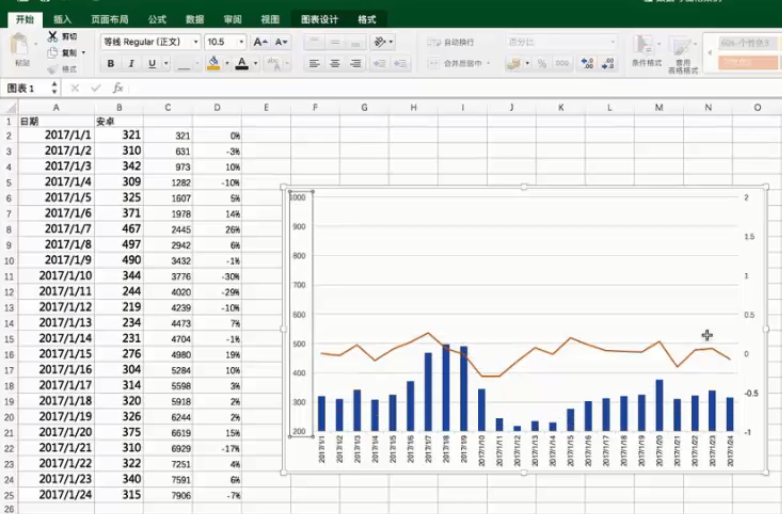 开始 插入 页面布局 公式 数据 审阅 视图 图表设计 格式
粘贴 剪切 复制 格式
等线 Regular (正文) 10.5 A A
B I U A
自动换行 合并后居中
百分比
% 000
条件格式 套用表格格式
图表 1 fx
A B C D E F G H I J K L M N O
1 日期 安卓
2 2017/1/1 321 321 0%
3 2017/1/2 310 631 -3%
4 2017/1/3 342 973 10%
5 2017/1/4 309 1282 -10%
6 2017/1/5 325 1607 5%
7 2017/1/6 371 1978 14%
8 2017/1/7 467 2445 26%
9 2017/1/8 497 2942 6%
10 2017/1/9 490 3432 -1%
11 2017/1/10 344 3776 -30%
12 2017/1/11 244 4020 -29%
13 2017/1/12 219 4239 -10%
14 2017/1/13 234 4473 7%
15 2017/1/14 231 4704 -1%
16 2017/1/15 276 4980 19%
17 2017/1/16 304 5284 10%
18 2017/1/17 314 5598 3%
19 2017/1/18 320 5918 2%
20 2017/1/19 326 6244 2%
21 2017/1/20 375 6619 15%
22 2017/1/21 310 6929 -17%
23 2017/1/22 322 7251 4%
24 2017/1/23 340 7591 6%
25 2017/1/24 315 7906 -7%
26
1000
900
800
700
600
500
400
300
200
2
1.5
1
0.5
0
-0.5
-1
2017/1/1 2017/1/2 2017/1/3 2017/1/4 2017/1/5 2017/1/6 2017/1/7 2017/1/8 2017/1/9 2017/1/10 2017/1/11 2017/1/12 2017/1/13 2017/1/14 2017/1/15 2017/1/16 2017/1/17 2017/1/18 2017/1/19 2017/1/20 2017/1/21 2017/1/22 2017/1/23 2017/1/24